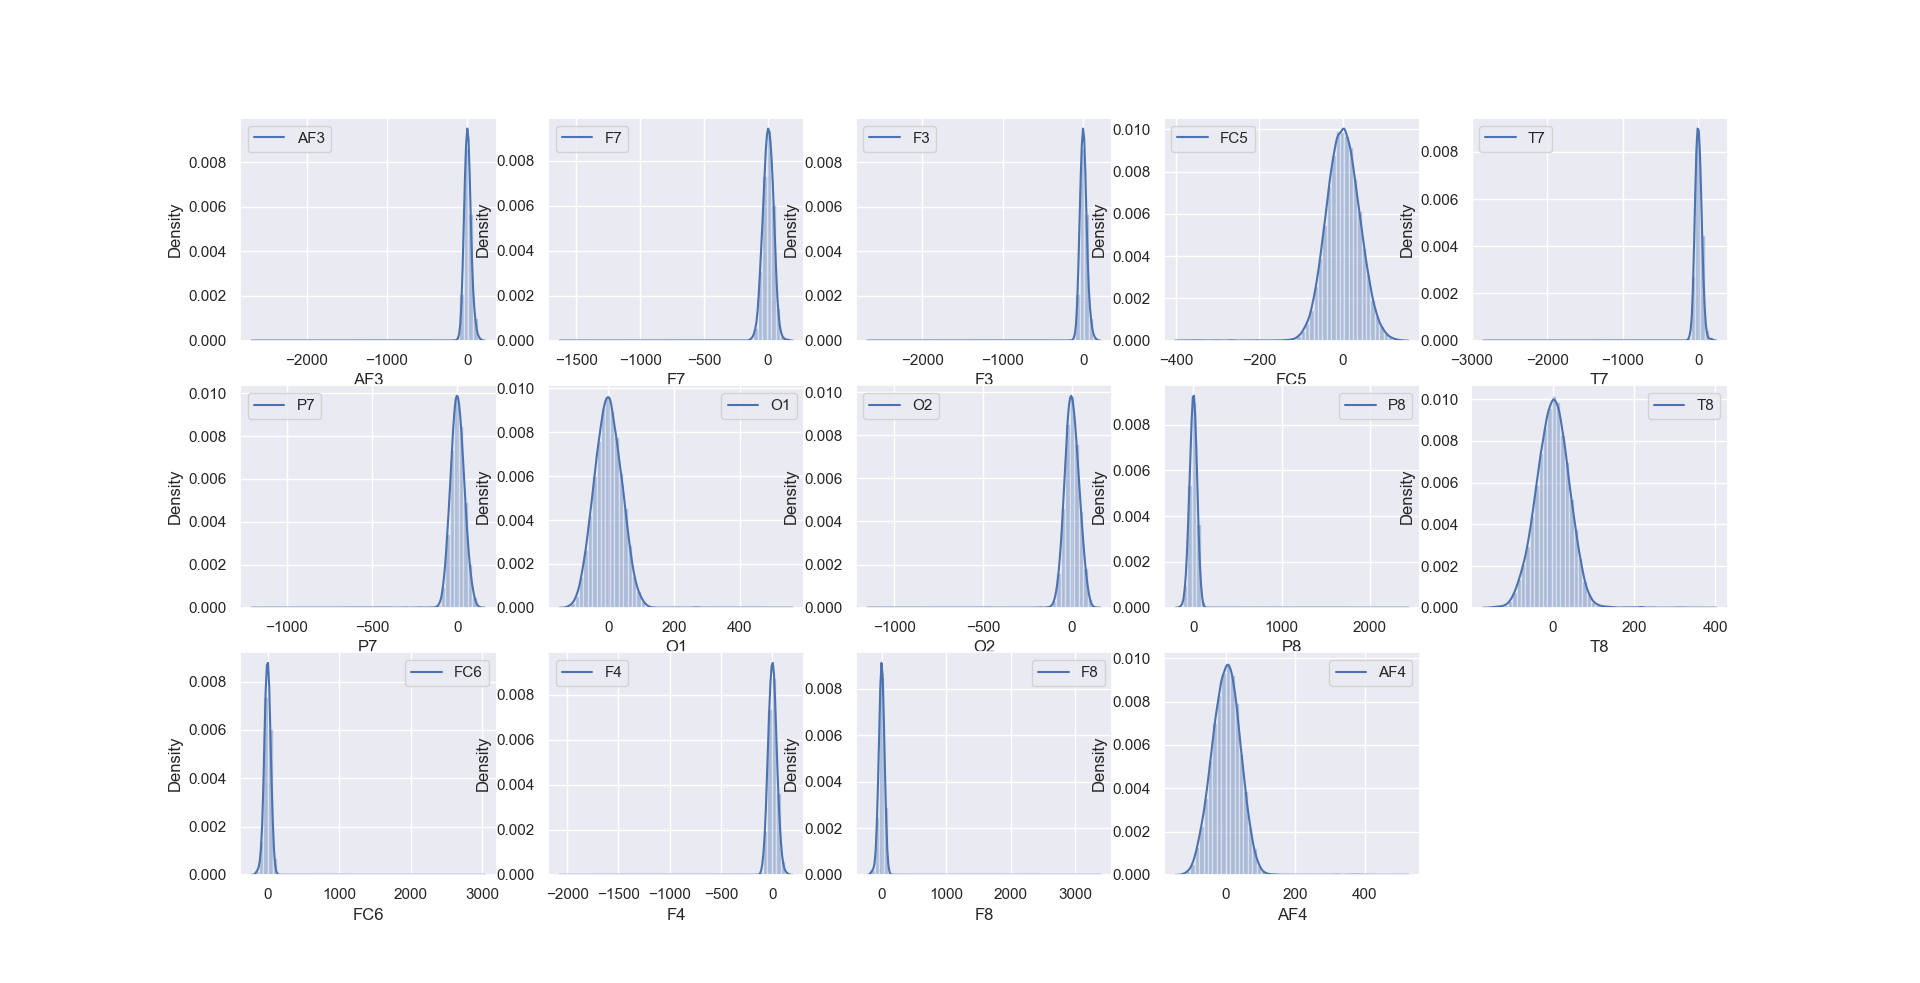 AF3
0.008
0.006
0.004
0.002
0.000
Density
−2000 −1000 0
AF3
F7
0.008
0.006
0.004
0.002
0.000
Density
−1500 −1000 −500 0
F7
F3
0.008
0.006
0.004
0.002
0.000
Density
−2000 −1000 0
F3
FC5
0.010
0.008
0.006
0.004
0.002
0.000
Density
−400 −200 0
FC5
T7
0.008
0.006
0.004
0.002
0.000
Density
−3000 −2000 −1000 0
T7
P7
0.010
0.008
0.006
0.004
0.002
0.000
Density
−1000 −500 0
P7
O1
0.010
0.008
0.006
0.004
0.002
0.000
Density
0 200 400
O1
O2
0.010
0.008
0.006
0.004
0.002
0.000
Density
−1000 −500 0
O2
P8
0.008
0.006
0.004
0.002
0.000
Density
0 1000 2000
P8
T8
0.010
0.008
0.006
0.004
0.002
0.000
Density
0 200 400
T8
FC6
0.008
0.006
0.004
0.002
0.000
Density
0 1000 2000 3000
FC6
F4
0.008
0.006
0.004
0.002
0.000
Density
−2000 −1500 −1000 −500 0
F4
F8
0.008
0.006
0.004
0.002
0.000
Density
0 1000 2000 3000
F8
AF4
0.010
0.008
0.006
0.004
0.002
0.000
Density
0 200 400
AF4